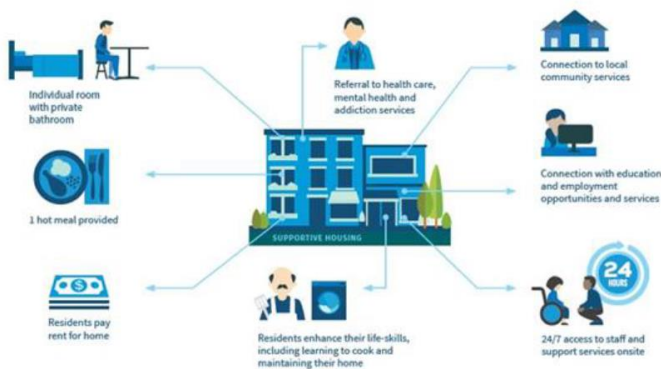 Individual room
with private
bathroom
Referral to health care,
mental health and
addiction services
Connection to local
community services
1 hot meal provided
Connection with education
and employment
opportunities and services
SUPPORTIVE HOUSING
$
Residents pay
rent for home
Residents enhance their life-skills,
including learning to cook and
maintaining their home
24
HOURS
24/7 access to staff and
support services onsite